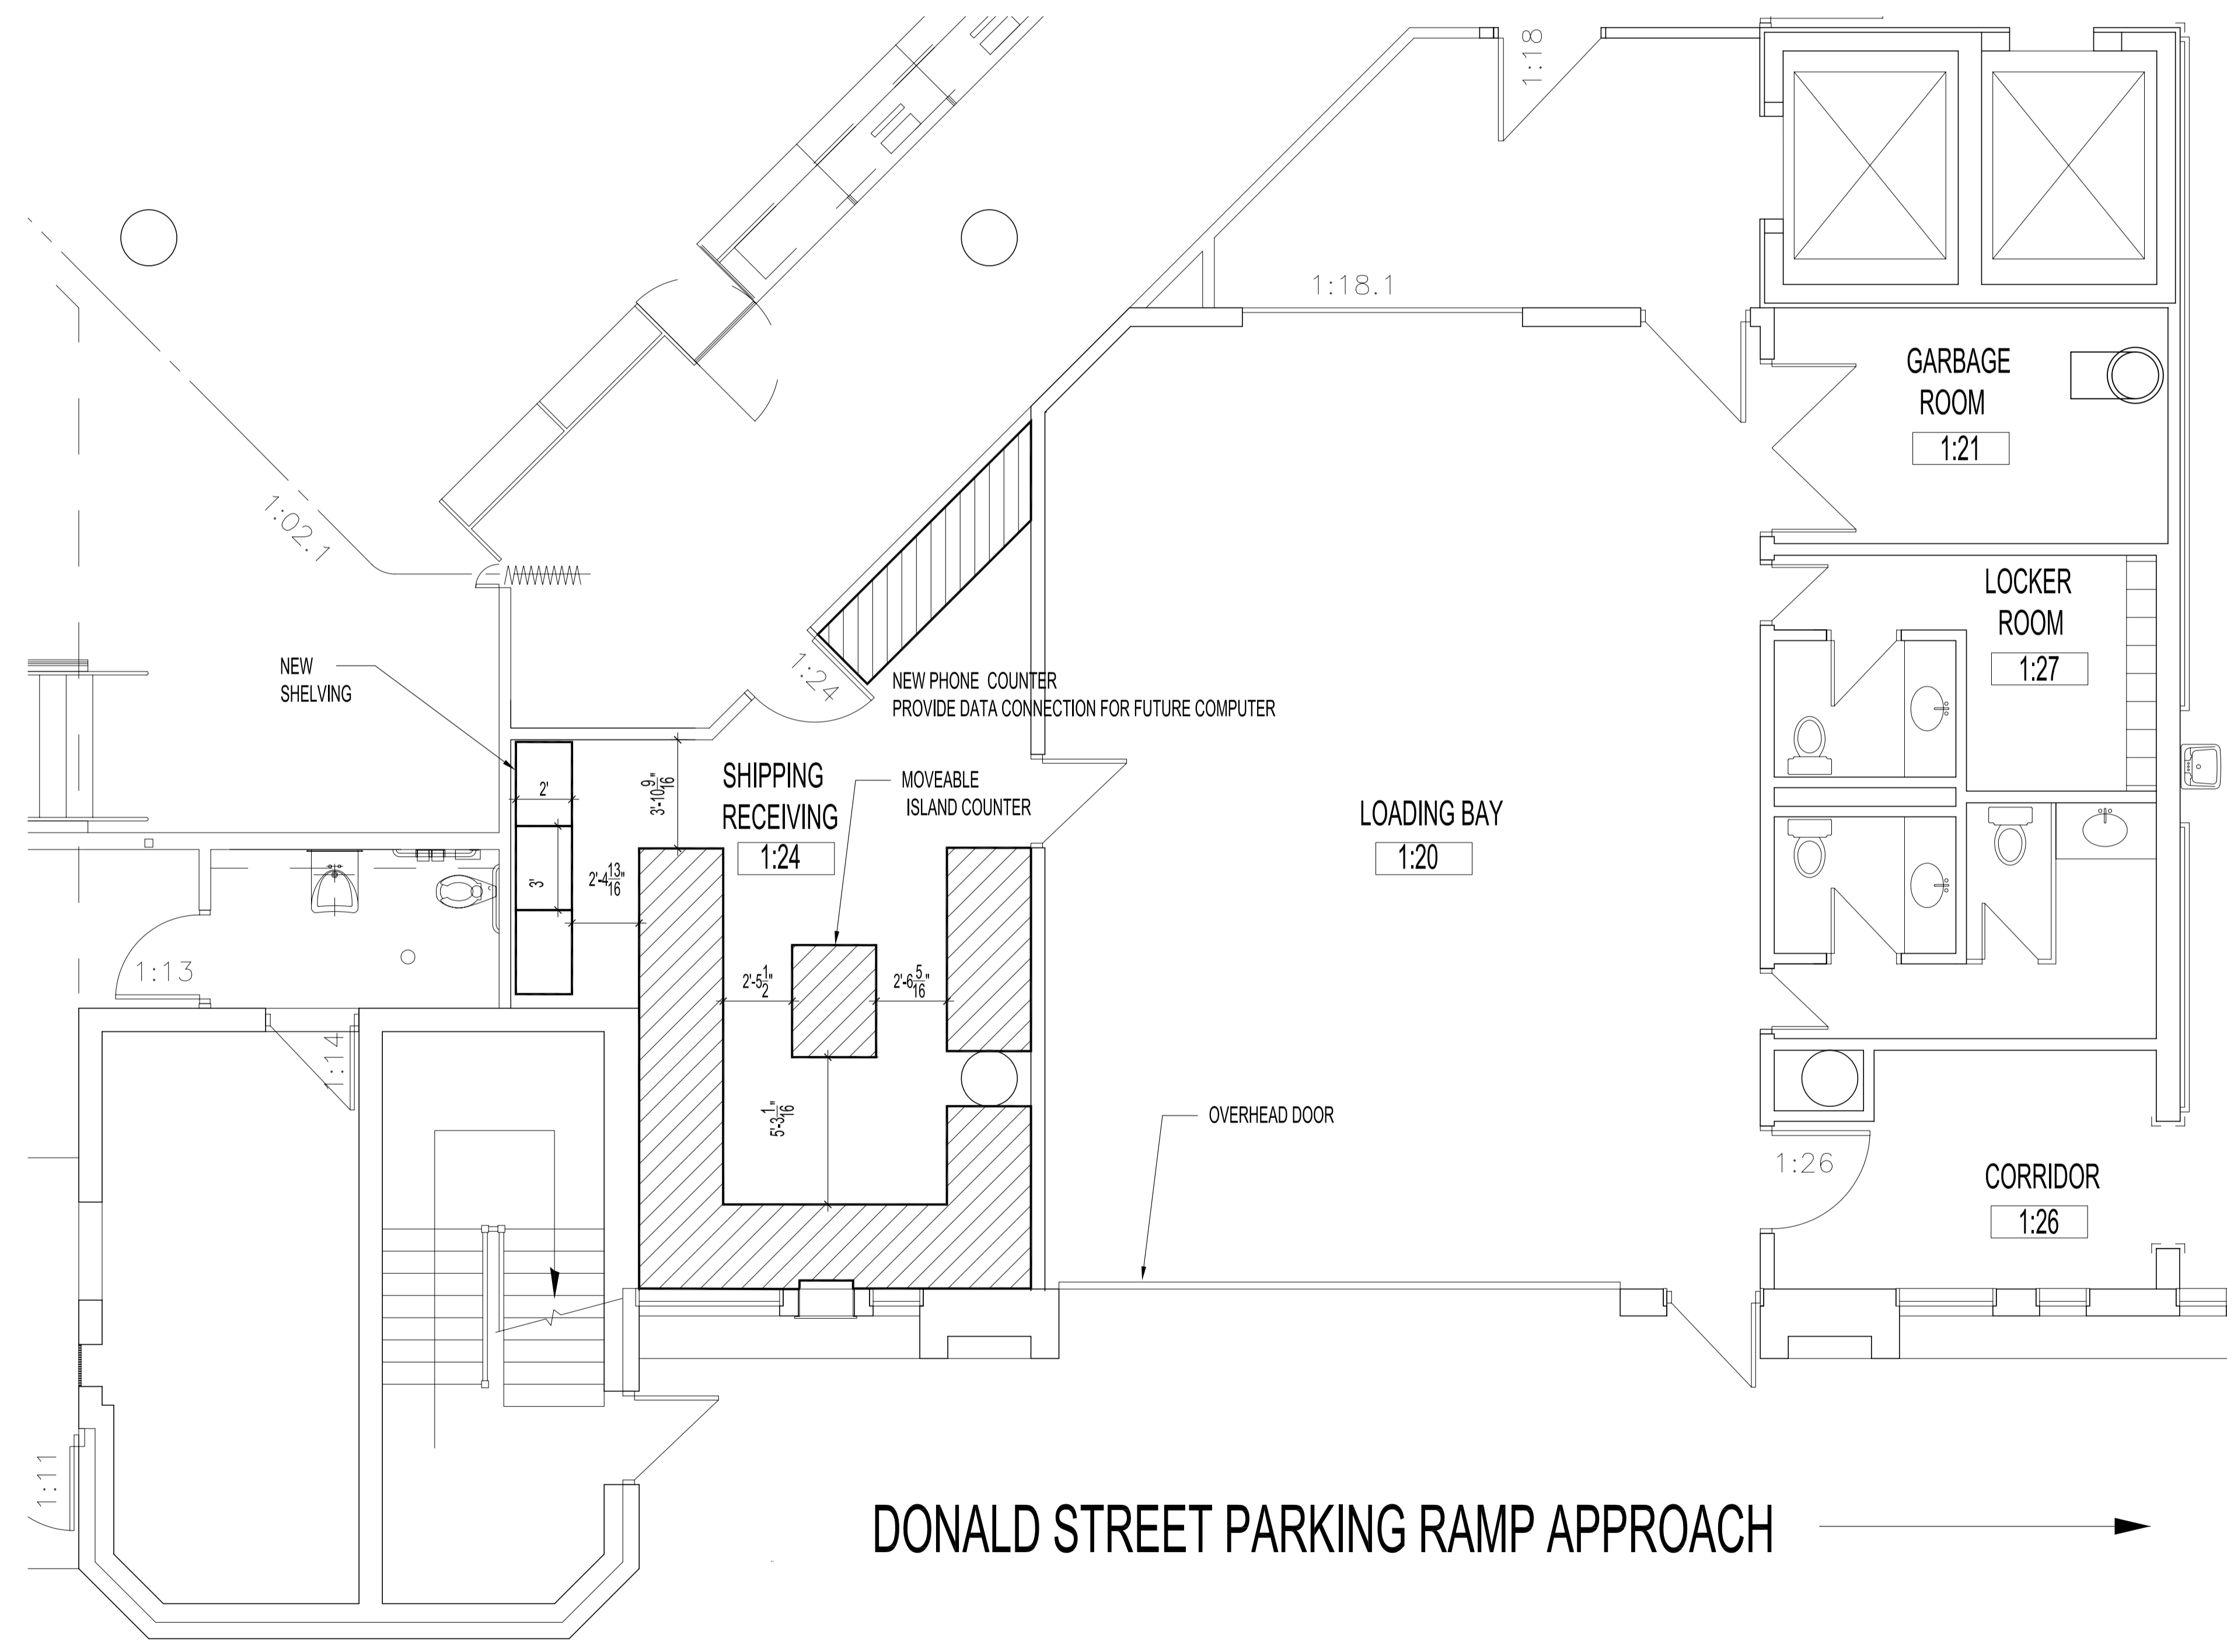 1:18
1:18.1
GARBAGE
ROOM
1:21
1:02.1
LOCKER
ROOM
1:27
NEW
SHELVING
1:24
NEW PHONE COUNTER
PROVIDE DATA CONNECTION FOR FUTURE COMPUTER
2'
3'-10 9/16"
SHIPPING
RECEIVING
1:24
MOVEABLE
ISLAND COUNTER
LOADING BAY
1:20
3'
2'-4 13/16"
1:13
2'-5 1/2"
2'-6 5/16"
1:14
5'-3 1/16"
OVERHEAD DOOR
1:26
CORRIDOR
1:26
1:11
DONALD STREET PARKING RAMP APPROACH